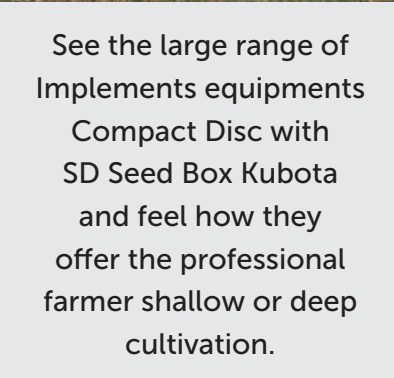 See the large range of
Implements equipments
Compact Disc with
SD Seed Box Kubota
and feel how they
offer the professional
farmer shallow or deep
cultivation.